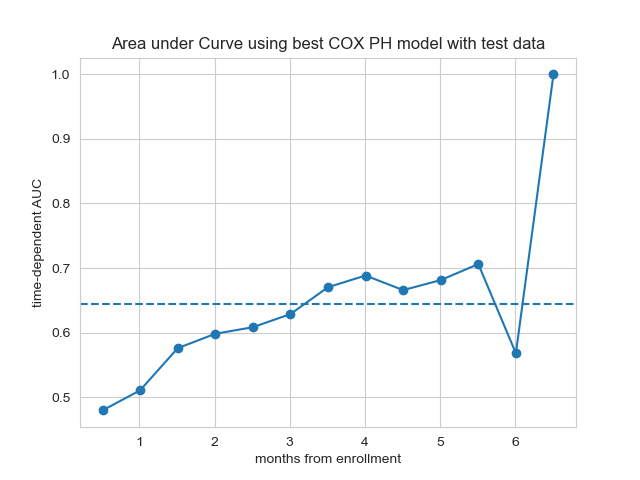 Area under Curve using best COX PH model with test data
1.0
0.9
0.8
0.7
0.6
0.5
time-dependent AUC
1 2 3 4 5 6
months from enrollment